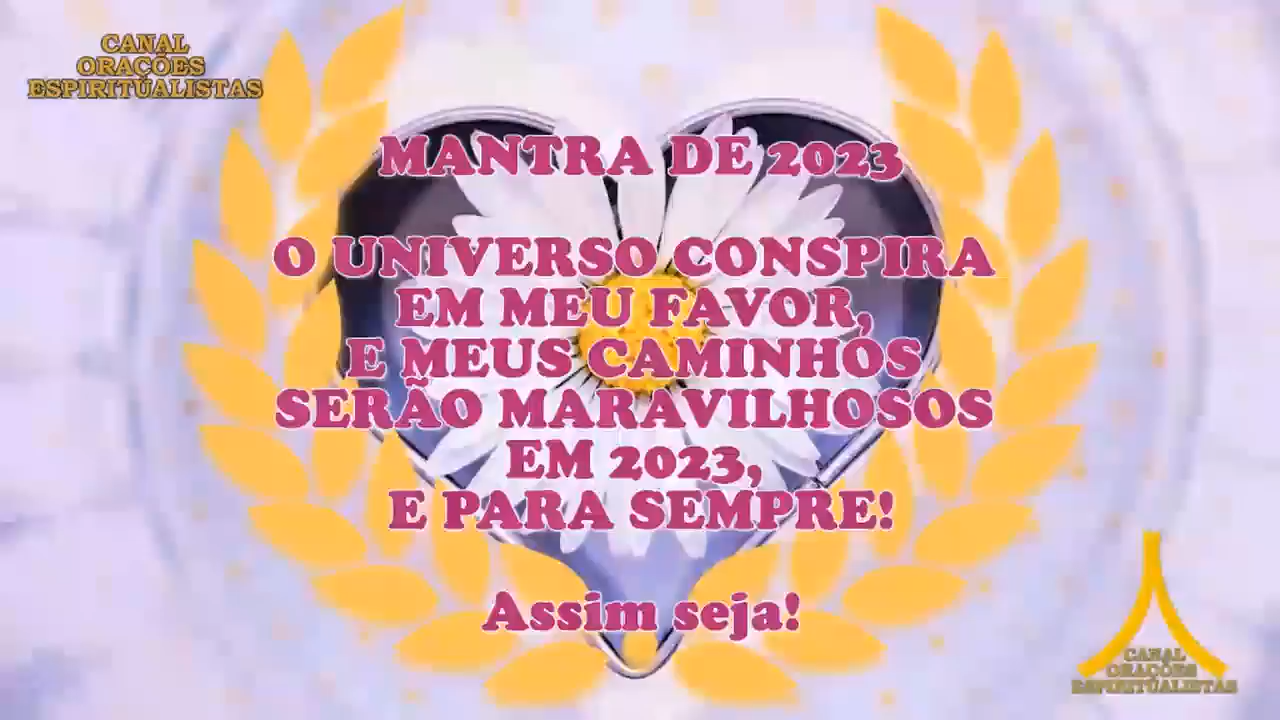 CANAL
ORAÇÕES
ESPIRITUALISTAS
MANTRA DE 2023
O UNIVERSO CONSPIRA
EM MEU FAVOR,
E MEUS CAMINHOS
SERÃO MARAVILHOSOS
EM 2023,
E PARA SEMPRE!
Assim seja!
CANAL
ORAÇÕES
ESPIRITUALISTAS